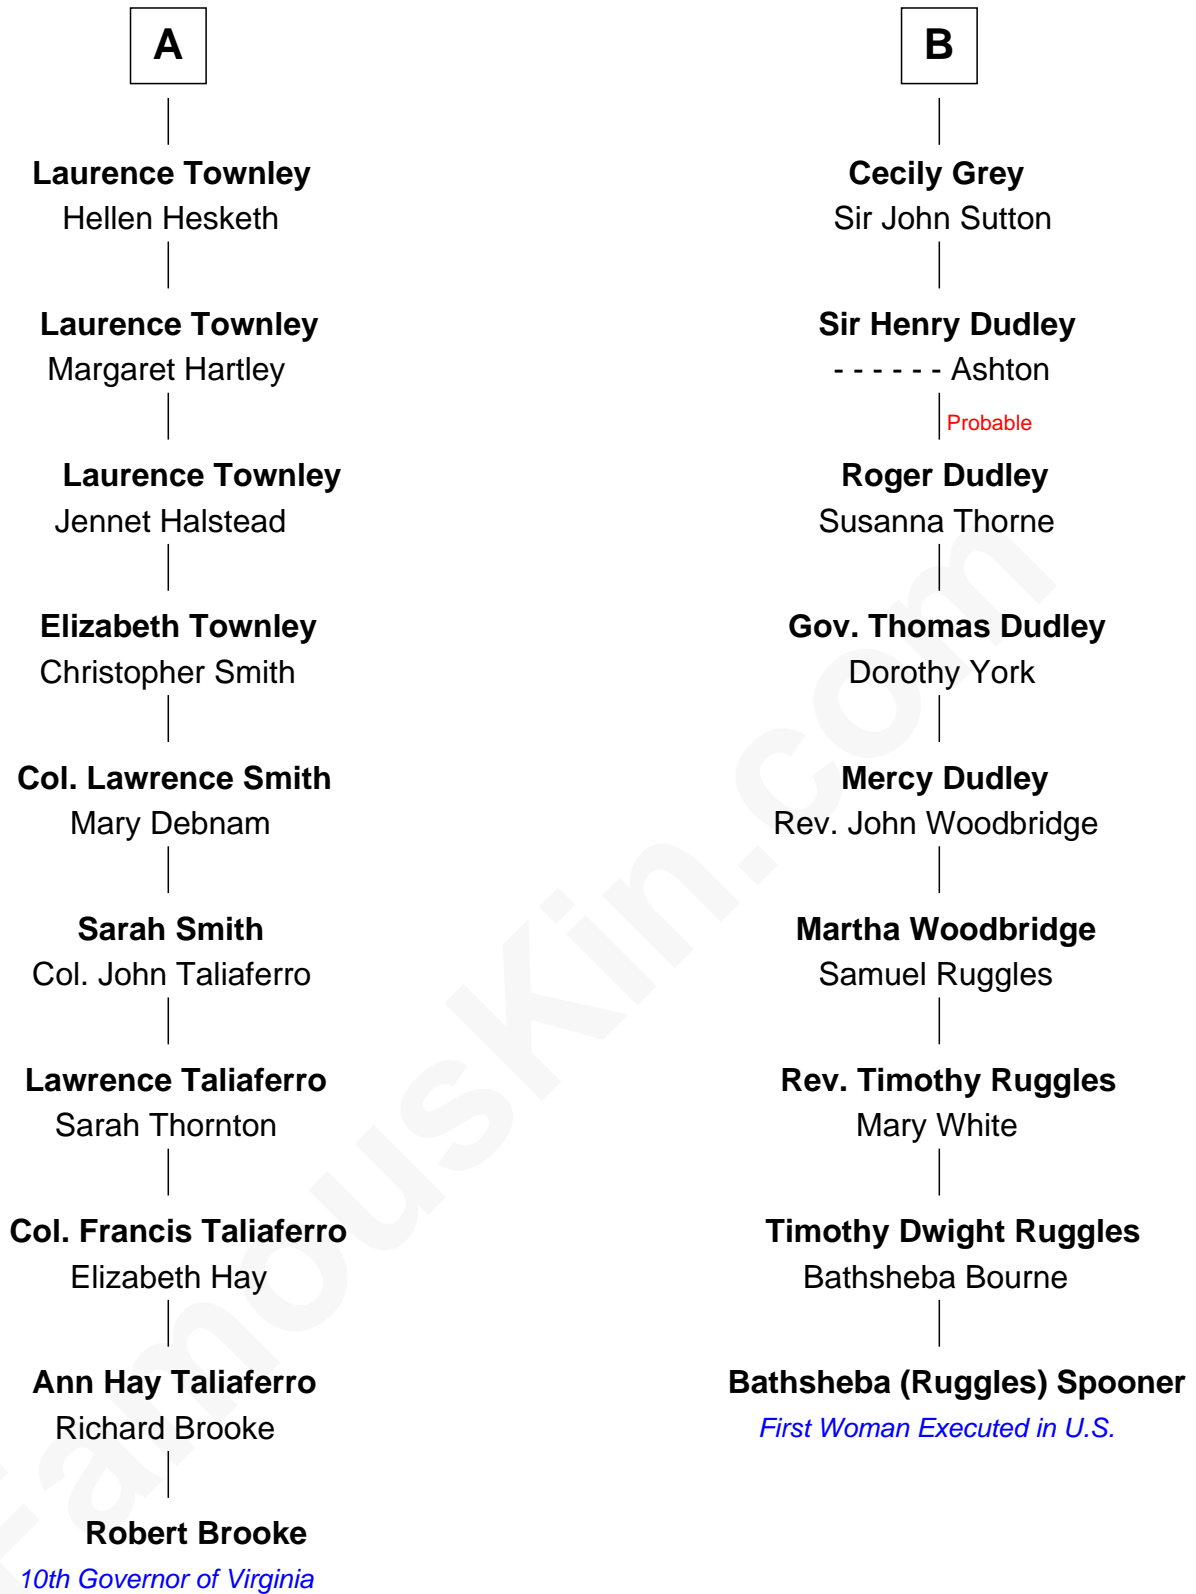 A
Laurence Townley
Hellen Hesketh
Laurence Townley
Margaret Hartley
Laurence Townley
Jennet Halstead
Elizabeth Townley
Christopher Smith
Col. Lawrence Smith
Mary Debnam
Sarah Smith
Col. John Taliaferro
Lawrence Taliaferro
Sarah Thornton
Col. Francis Taliaferro
Elizabeth Hay
Ann Hay Taliaferro
Richard Brooke
Robert Brooke
10th Governor of Virginia
B
Cecily Grey
Sir John Sutton
Sir Henry Dudley
- - - - - - Ashton
Probable
Roger Dudley
Susanna Thorne
Gov. Thomas Dudley
Dorothy York
Mercy Dudley
Rev. John Woodbridge
Martha Woodbridge
Samuel Ruggles
Rev. Timothy Ruggles
Mary White
Timothy Dwight Ruggles
Bathsheba Bourne
Bathsheba (Ruggles) Spooner
First Woman Executed in U.S.
FamousKin.com